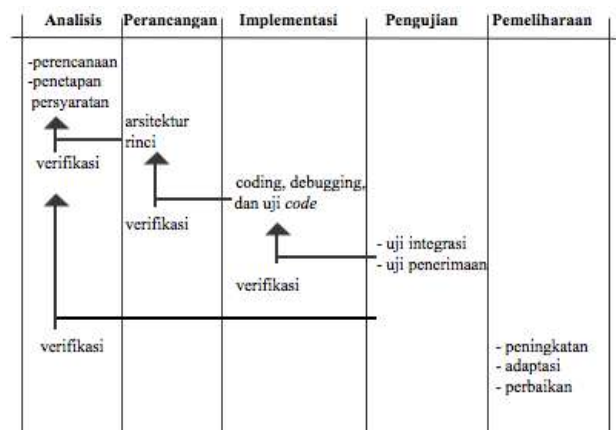 Analisis Perancangan Implementasi Pengujian Pemeliharaan
-perencanaan
-penetapan
persyaratan
arsitektur
rinci
verifikasi
coding, debugging,
dan uji code
verifikasi
- uji integrasi
- uji penerimaan
verifikasi
verifikasi
- peningkatan
- adaptasi
- perbaikan